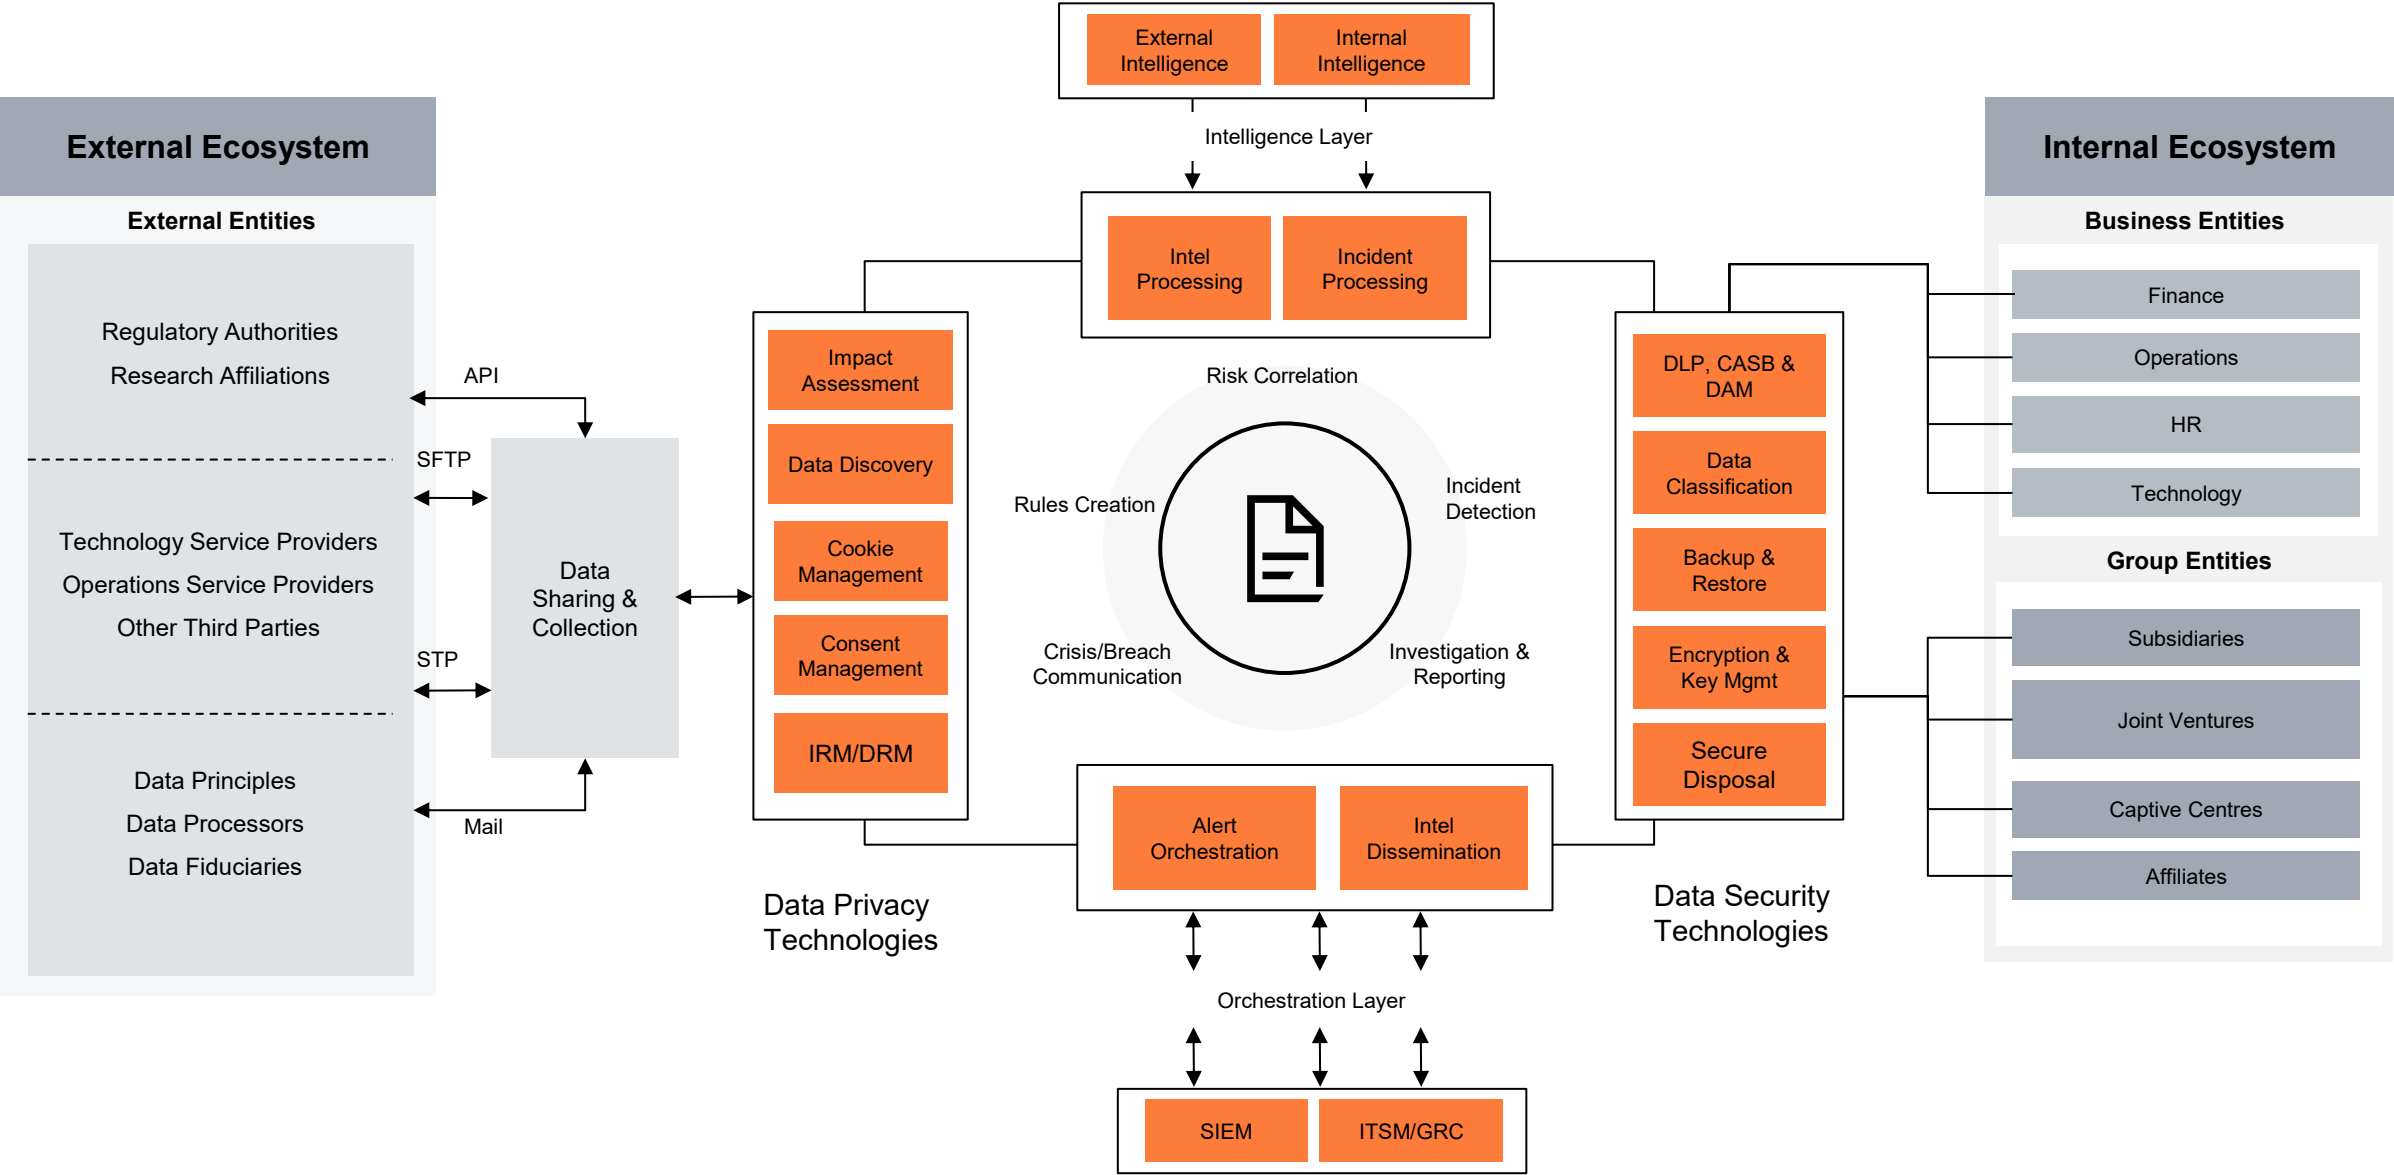 External
Intelligence
Internal
Intelligence
Intelligence Layer
External Ecosystem
External Entities
Regulatory Authorities
Research Affiliations
Technology Service Providers
Operations Service Providers
Other Third Parties
Data Principles
Data Processors
Data Fiduciaries
API
SFTP
STP
Mail
Data
Sharing &
Collection
Impact
Assessment
Data Discovery
Cookie
Management
Consent
Management
IRM/DRM
Data Privacy
Technologies
Intel
Processing
Incident
Processing
Risk Correlation
Rules Creation
Incident
Detection
Crisis/Breach
Communication
Investigation &
Reporting
Alert
Orchestration
Intel
Dissemination
Orchestration Layer
SIEM
ITSM/GRC
DLP, CASB &
DAM
Data
Classification
Backup &
Restore
Encryption &
Key Mgmt
Secure
Disposal
Data Security
Technologies
Internal Ecosystem
Business Entities
Finance
Operations
HR
Technology
Group Entities
Subsidiaries
Joint Ventures
Captive Centres
Affiliates